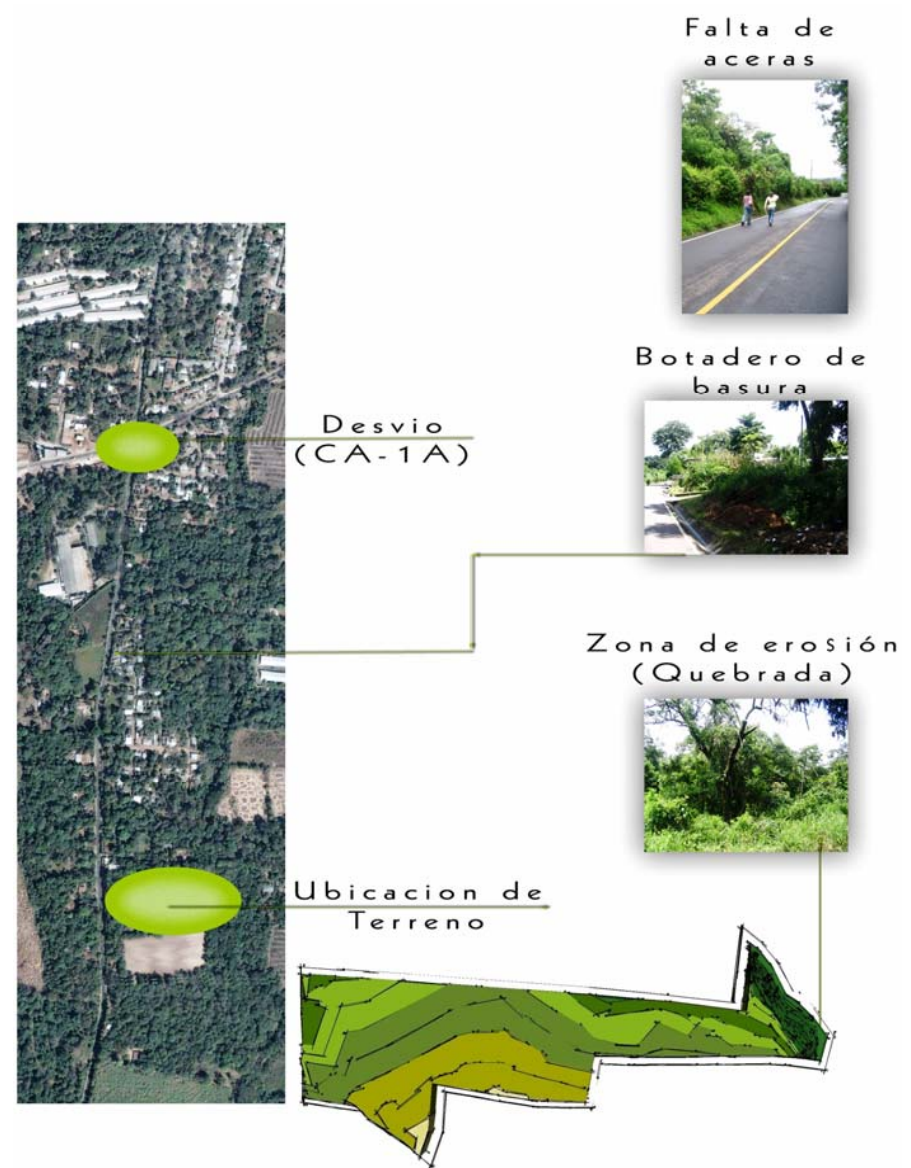 Falta de
aceras
Botadero de
basura
Desvio
(CA-1A)
Zona de erosión
(Quebrada)
Ubicacion de
Terreno